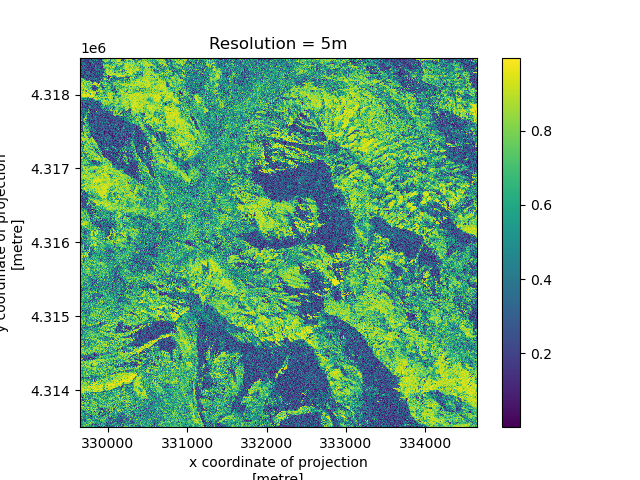 Resolution = 5m
1e6
4.318
4.317
4.316
4.315
4.314
y coordinate of projection
[metre]
330000 331000 332000 333000 334000
x coordinate of projection
[metre]
0.8
0.6
0.4
0.2